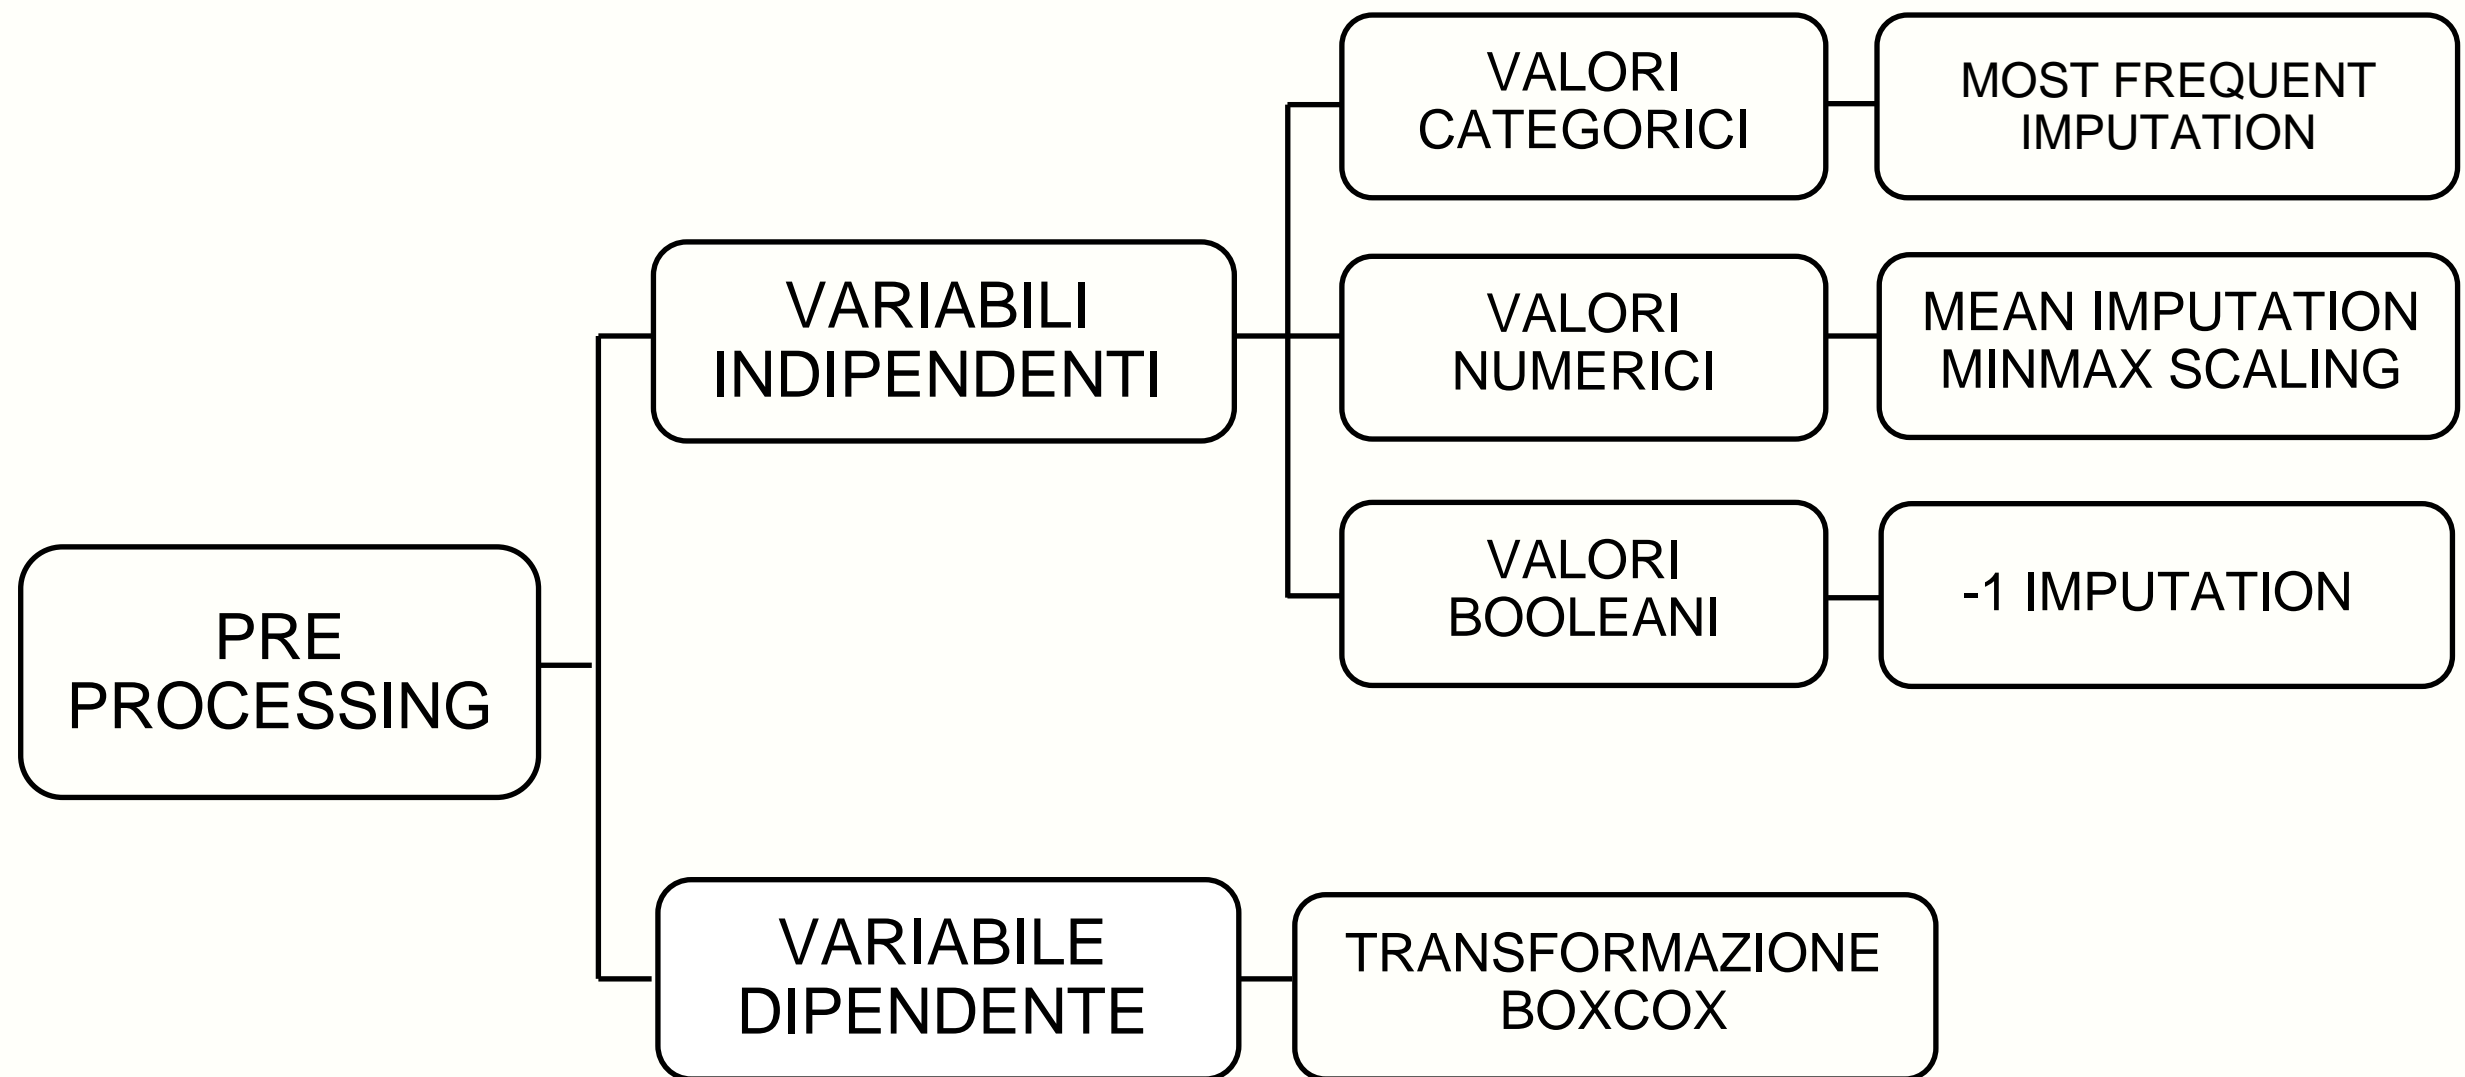 PRE
PROCESSING
VARIABILI
INDIPENDENTI
VALORI
CATEGORICI
MOST FREQUENT
IMPUTATION
VALORI
NUMERICI
MEAN IMPUTATION
MINMAX SCALING
VALORI
BOOLEANI
-1 IMPUTATION
VARIABILE
DIPENDENTE
TRANSFORMAZIONE
BOXCOX